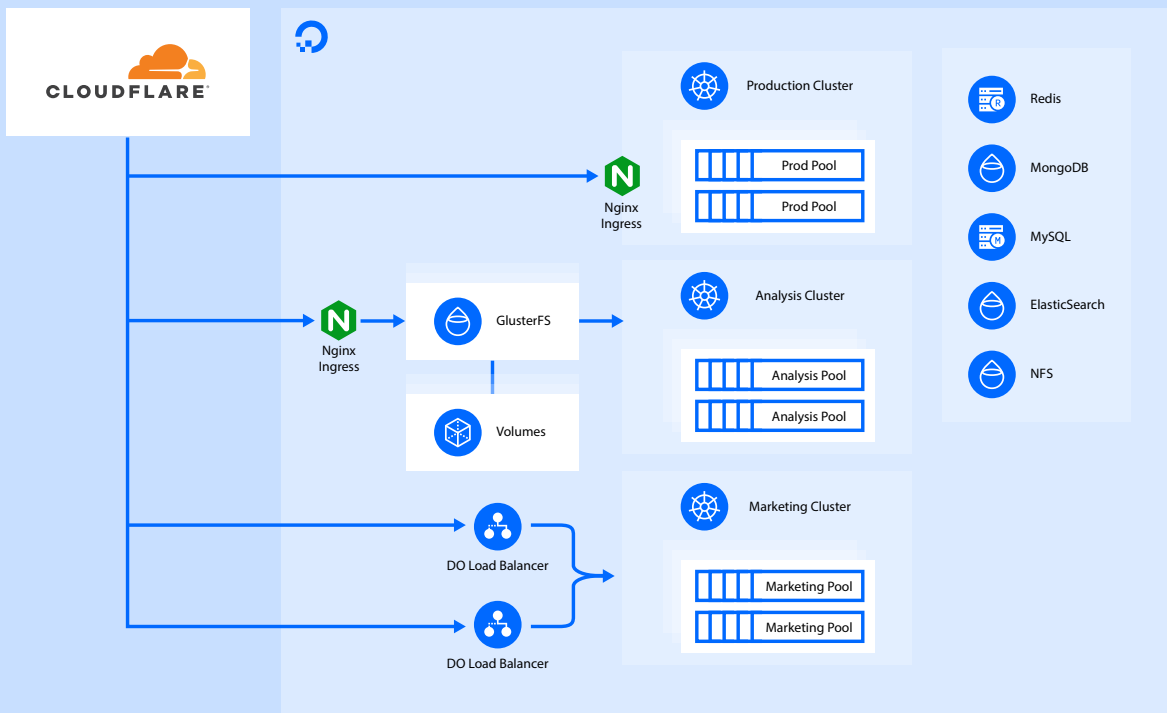 CLOUDFLARE
Production Cluster
Prod Pool
Prod Pool
Nginx
Ingress
Nginx
Ingress
GlusterFS
Volumes
Analysis Cluster
Analysis Pool
Analysis Pool
DO Load Balancer
DO Load Balancer
Marketing Cluster
Marketing Pool
Marketing Pool
R
Redis
MongoDB
M
MySQL
ElasticSearch
NFS